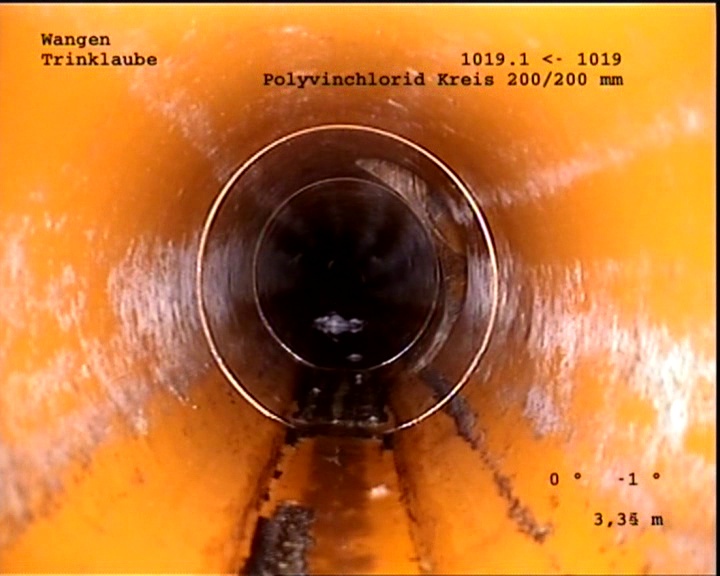 Wangen
Trinklaube
1019.1 <- 1019
Polyvinchlorid Kreis 200/200 mm
0 ° -1 °
m